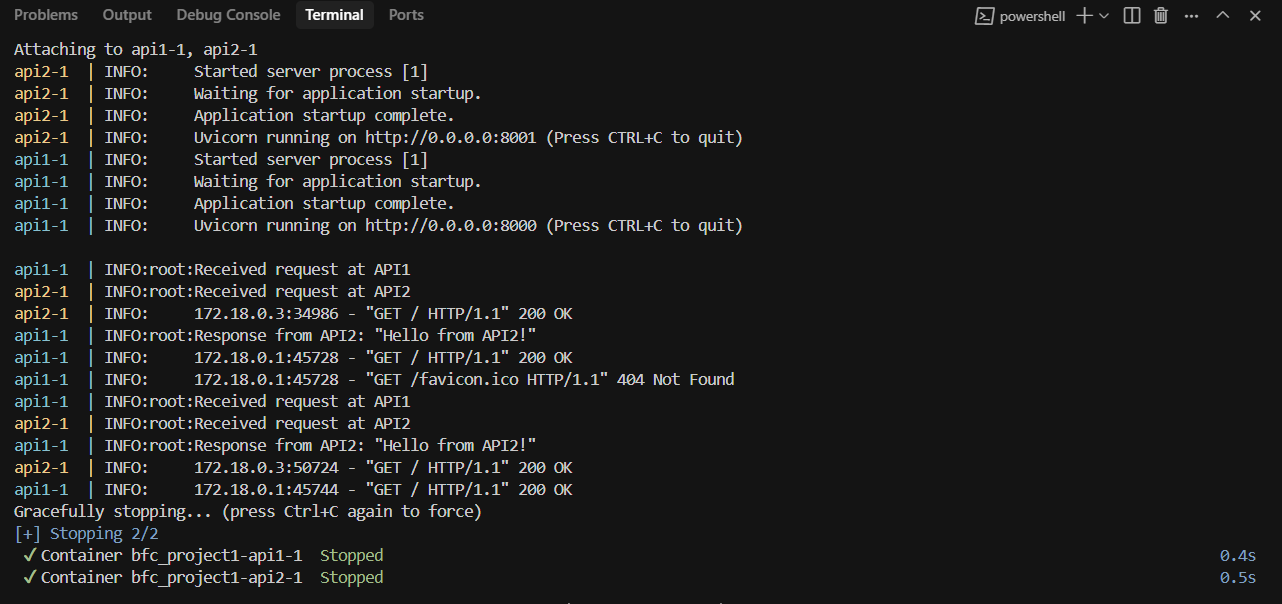 Problems Output Debug Console Terminal Ports powershell
Attaching to api1-1, api2-1
api2-1  | INFO:     Started server process [1]
api2-1  | INFO:     Waiting for application startup.
api2-1  | INFO:     Application startup complete.
api2-1  | INFO:     Uvicorn running on http://0.0.0.0:8001 (Press CTRL+C to quit)
api1-1  | INFO:     Started server process [1]
api1-1  | INFO:     Waiting for application startup.
api1-1  | INFO:     Application startup complete.
api1-1  | INFO:     Uvicorn running on http://0.0.0.0:8000 (Press CTRL+C to quit)
api1-1  | INFO:root:Received request at API1
api2-1  | INFO:root:Received request at API2
api2-1  | INFO:     172.18.0.3:34986 - "GET / HTTP/1.1" 200 OK
api1-1  | INFO:root:Response from API2: "Hello from API2!"
api1-1  | INFO:     172.18.0.1:45728 - "GET / HTTP/1.1" 200 OK
api1-1  | INFO:     172.18.0.1:45728 - "GET /favicon.ico HTTP/1.1" 404 Not Found
api1-1  | INFO:root:Received request at API1
api2-1  | INFO:root:Received request at API2
api1-1  | INFO:root:Response from API2: "Hello from API2!"
api2-1  | INFO:     172.18.0.3:50724 - "GET / HTTP/1.1" 200 OK
api1-1  | INFO:     172.18.0.1:45744 - "GET / HTTP/1.1" 200 OK
Gracefully stopping... (press Ctrl+C again to force)
[+] Stopping 2/2
✓ Container bfc_project1-api1-1  Stopped 0.4s
✓ Container bfc_project1-api2-1  Stopped 0.5s